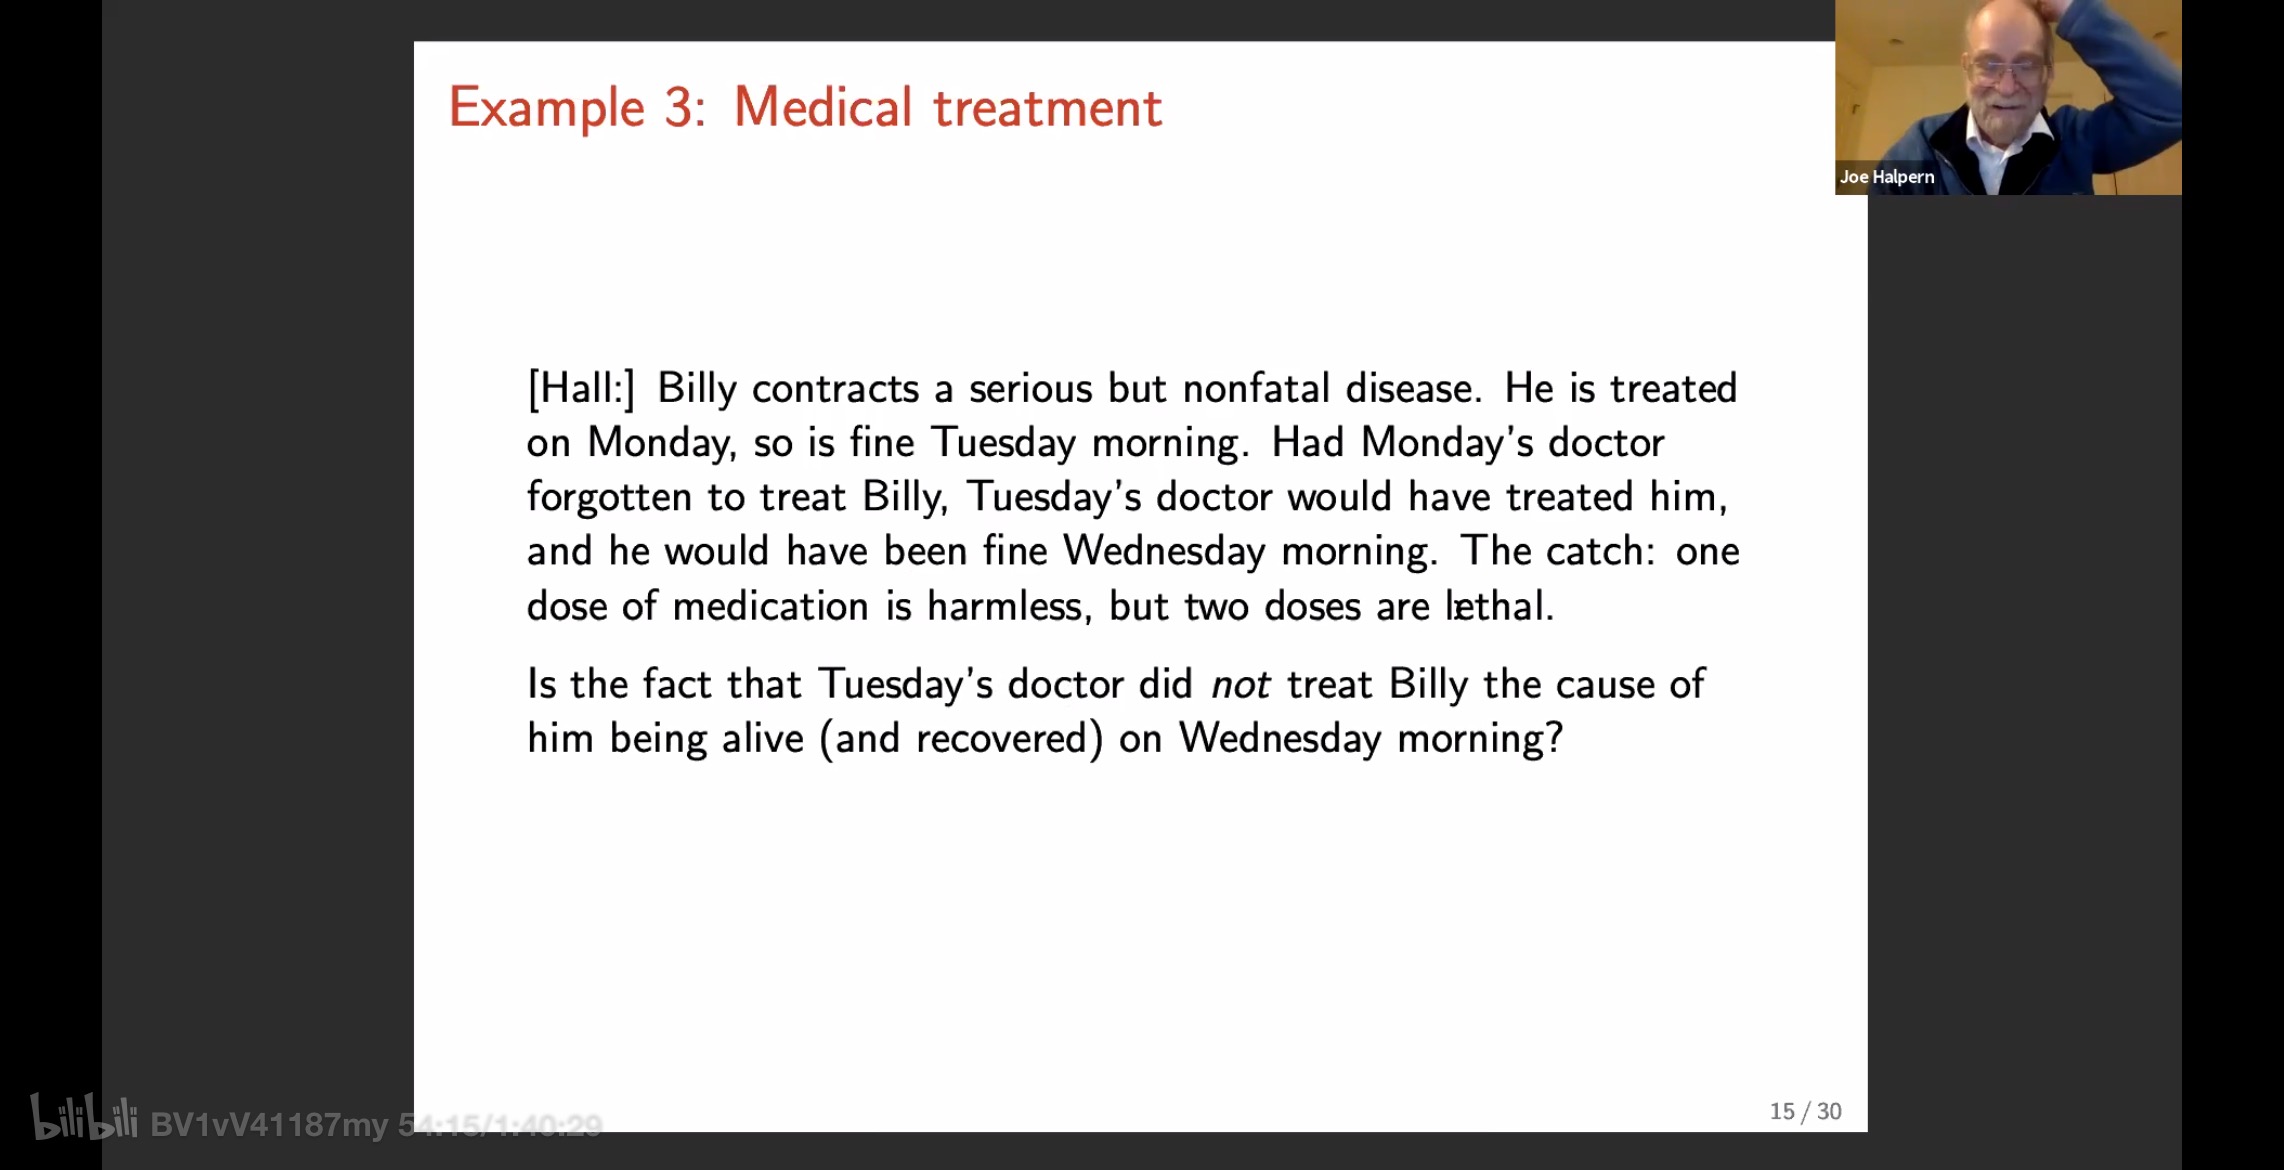 Example 3: Medical treatment
Joe Halpern
[Hall:] Billy contracts a serious but nonfatal disease. He is treated
on Monday, so is fine Tuesday morning. Had Monday's doctor
forgotten to treat Billy, Tuesday's doctor would have treated him,
and he would have been fine Wednesday morning. The catch: one
dose of medication is harmless, but two doses are lethal.
Is the fact that Tuesday's doctor did not treat Billy the cause of
him being alive (and recovered) on Wednesday morning?
15 / 30
bilibili BV1vV41187my 54:15/1:40:29